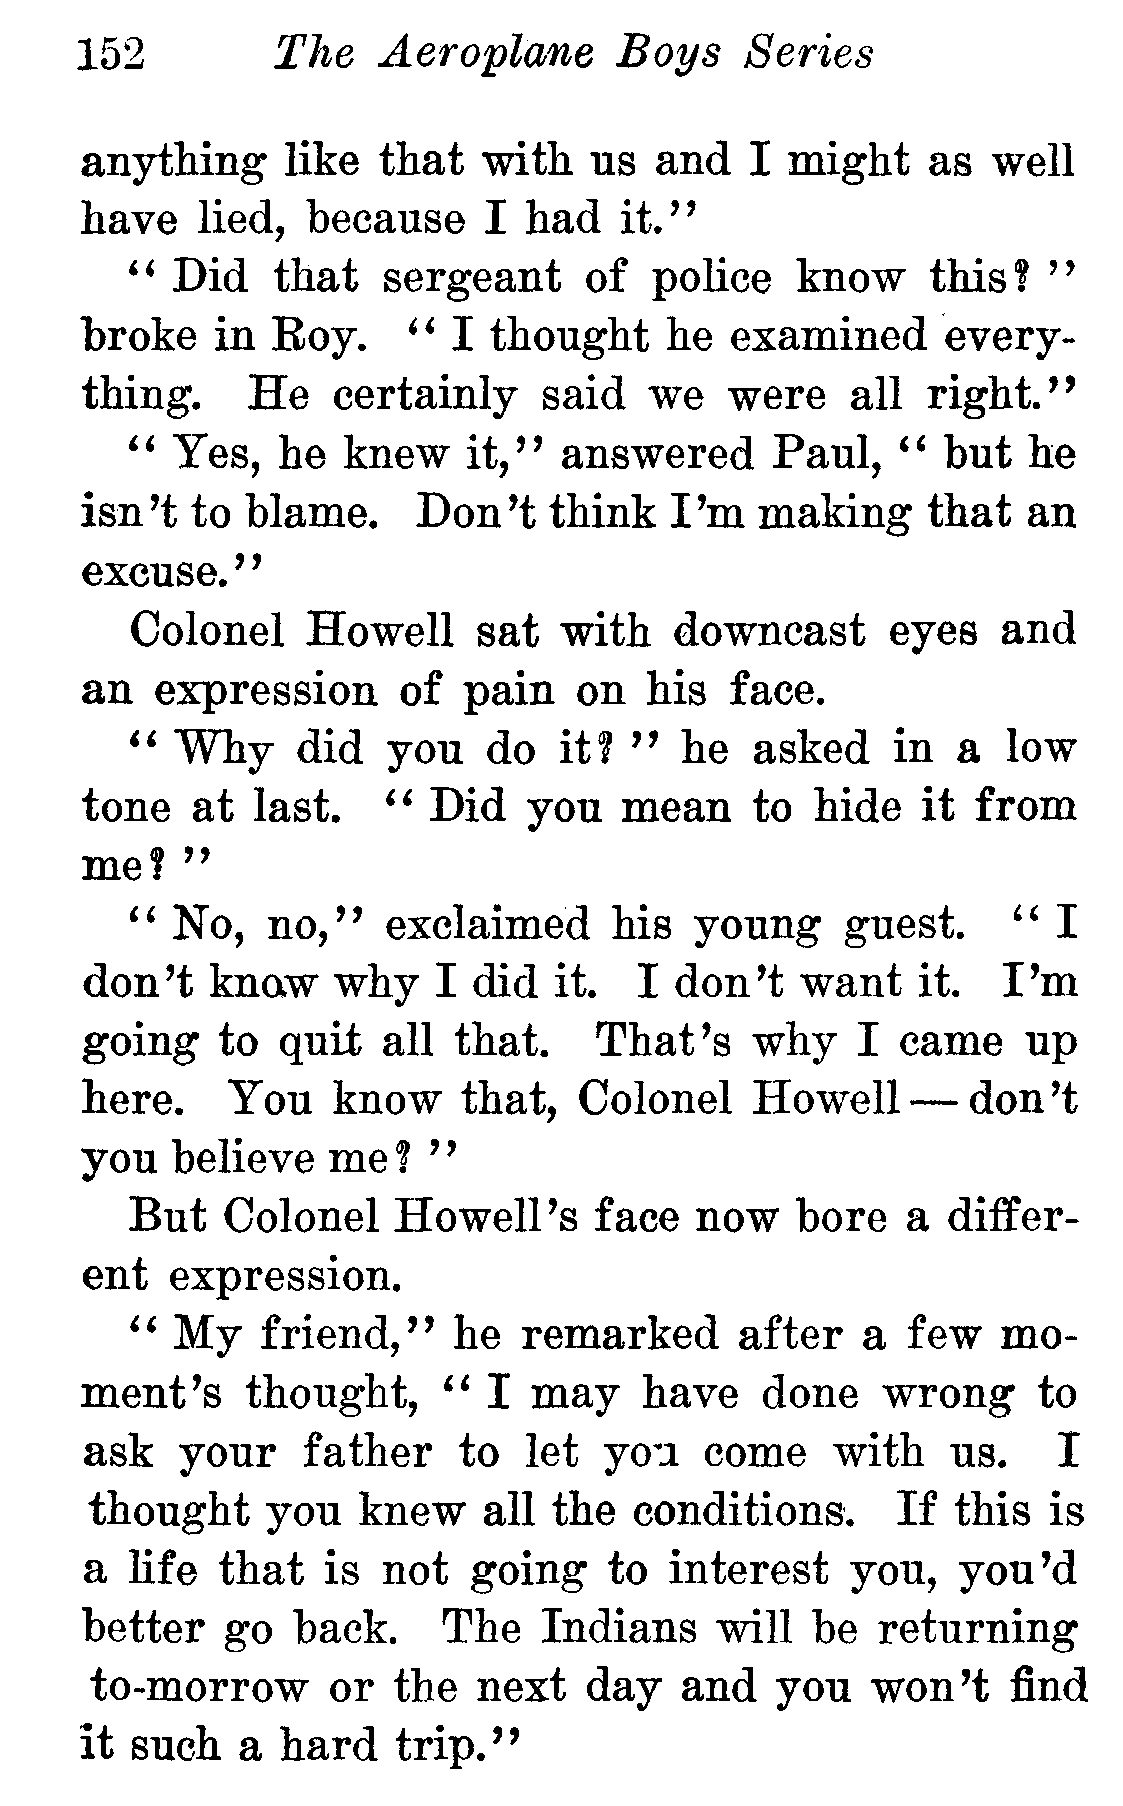 152 The Aeroplane Boys Series
anything like that with us and I might as well
have lied, because I had it.”
“ Did that sergeant of police know this? ”
broke in Roy. “ I thought he examined every-
thing. He certainly said we were all right.”
“ Yes, he knew it,” answered Paul, “ but he
isn't to blame. Don't think I'm making that an
excuse.”
Colonel Howell sat with downcast eyes and
an expression of pain on his face.
“ Why did you do it? ” he asked in a low
tone at last. “ Did you mean to hide it from
me? ”
“ No, no,” exclaimed his young guest. “ I
don't know why I did it. I don't want it. I'm
going to quit all that. That's why I came up
here. You know that, Colonel Howell — don't
you believe me? ”
But Colonel Howell's face now bore a differ-
ent expression.
“ My friend,” he remarked after a few mo-
ment's thought, “ I may have done wrong to
ask your father to let you come with us. I
thought you knew all the conditions. If this is
a life that is not going to interest you, you'd
better go back. The Indians will be returning
to-morrow or the next day and you won't find
it such a hard trip.”